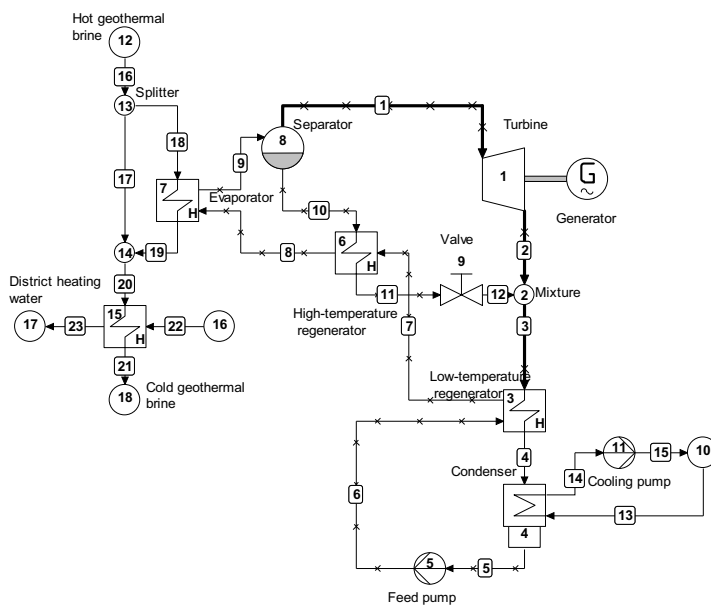 Hot geothermal
brine
12
16
13
Splitter
18
17
7
H
Evaporator
9
8
Separator
1
Turbine
1
G
~
Generator
10
6
H
8
High-temperature
regenerator
11
Valve
9
12
2
2
Mixture
3
14
19
20
District heating
water
17
23
15
H
22
16
21
18
Cold geothermal
brine
7
Low-temperature
regenerator
3
H
4
Condenser
4
14
11
15
10
Cooling pump
13
6
5
5
Feed pump